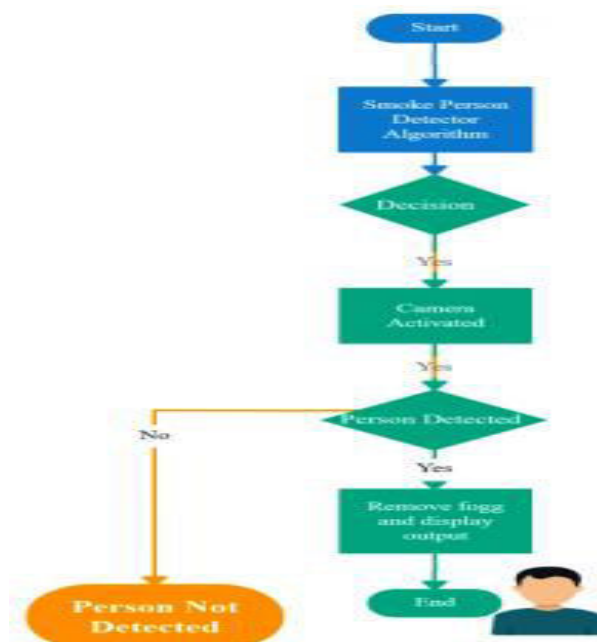 Start
Smoke Person
Detector
Algorithm
Decision
Yes
Camera
Activated
Yes
Person Detected
No
Yes
Remove fogg
and display
output
Person Not
Detected
End